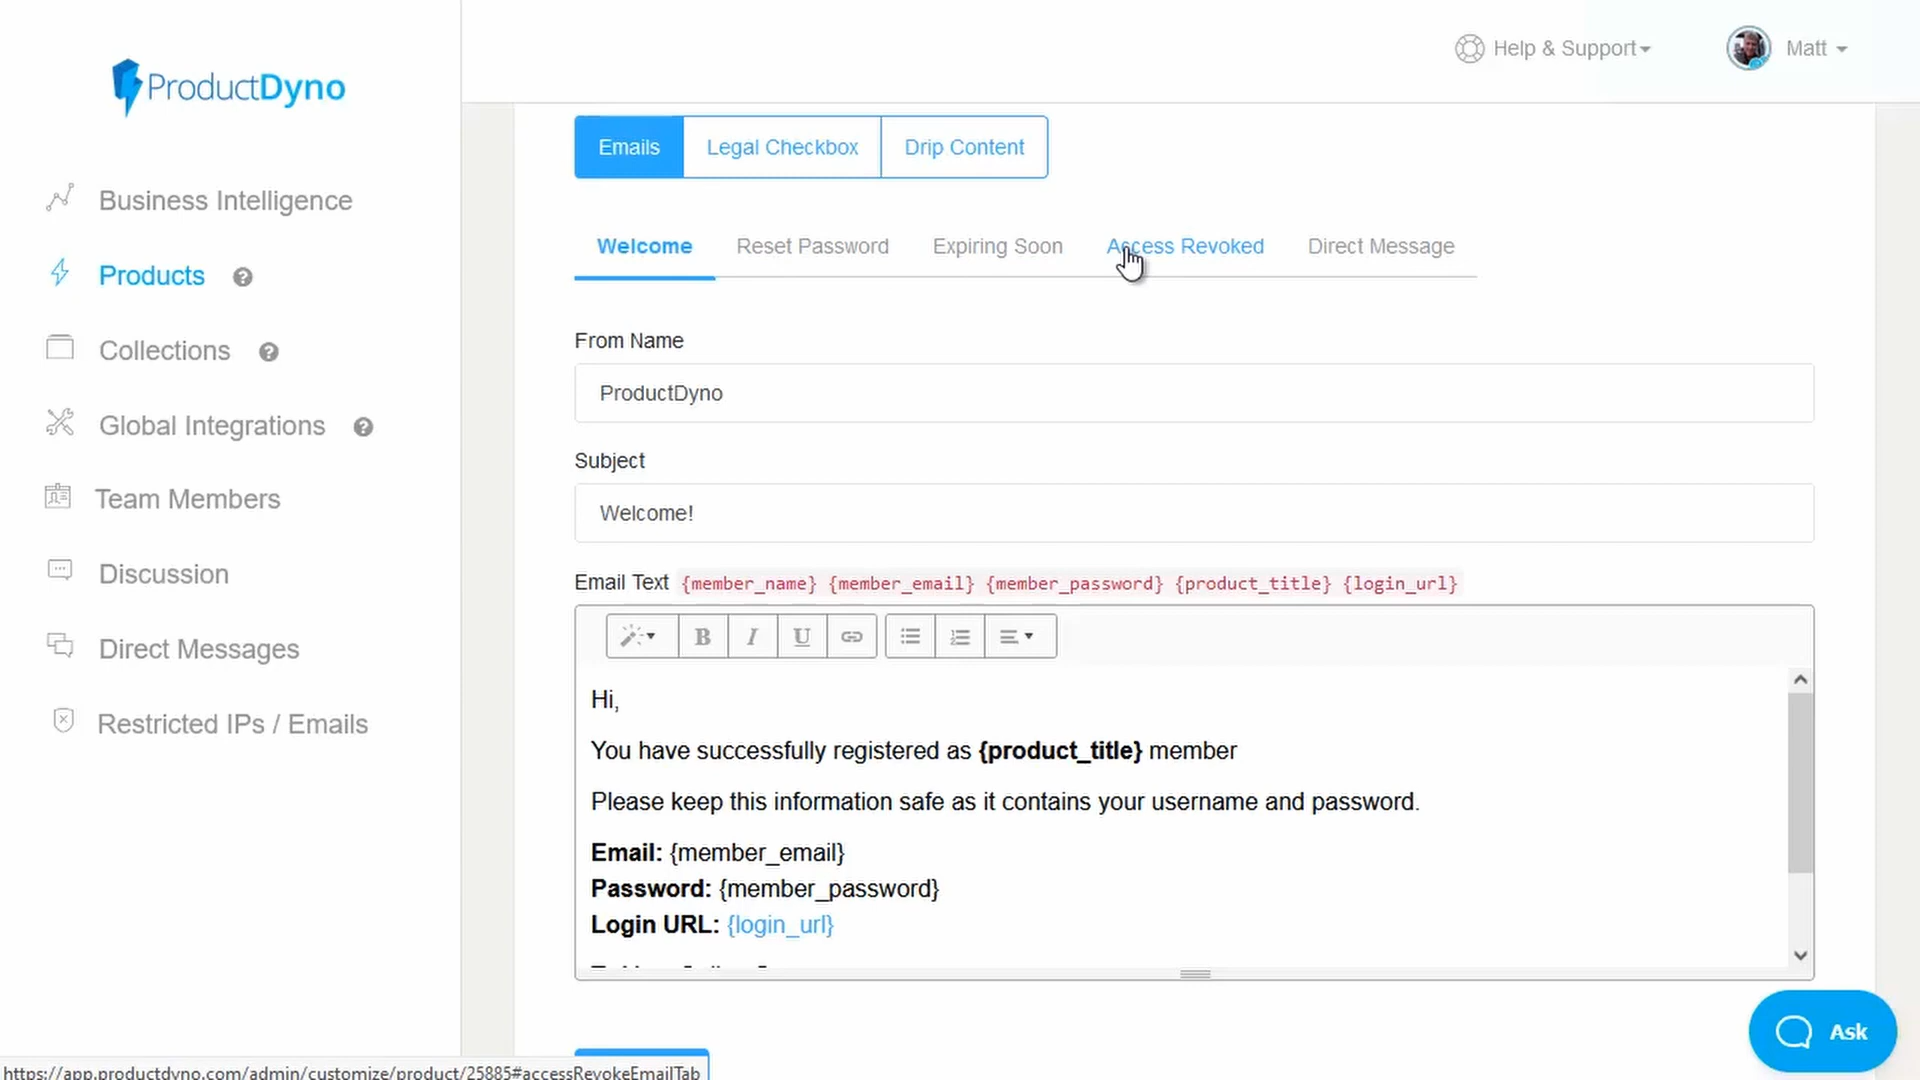 ProductDyno
Help & Support
Matt
Business Intelligence
Products ?
Collections ?
Global Integrations ?
Team Members
Discussion
Direct Messages
Restricted IPs / Emails
Emails
Legal Checkbox
Drip Content
Welcome
Reset Password
Expiring Soon
Access Revoked
Direct Message
From Name
ProductDyno
Subject
Welcome!
Email Text {member_name} {member_email} {member_password} {product_title} {login_url}
B I U
Hi,
You have successfully registered as {product_title} member
Please keep this information safe as it contains your username and password.
Email: {member_email}
Password: {member_password}
Login URL: {login_url}
Ask
https://app.productdyno.com/admin/customize/product/25885#accessRevokeEmailTab